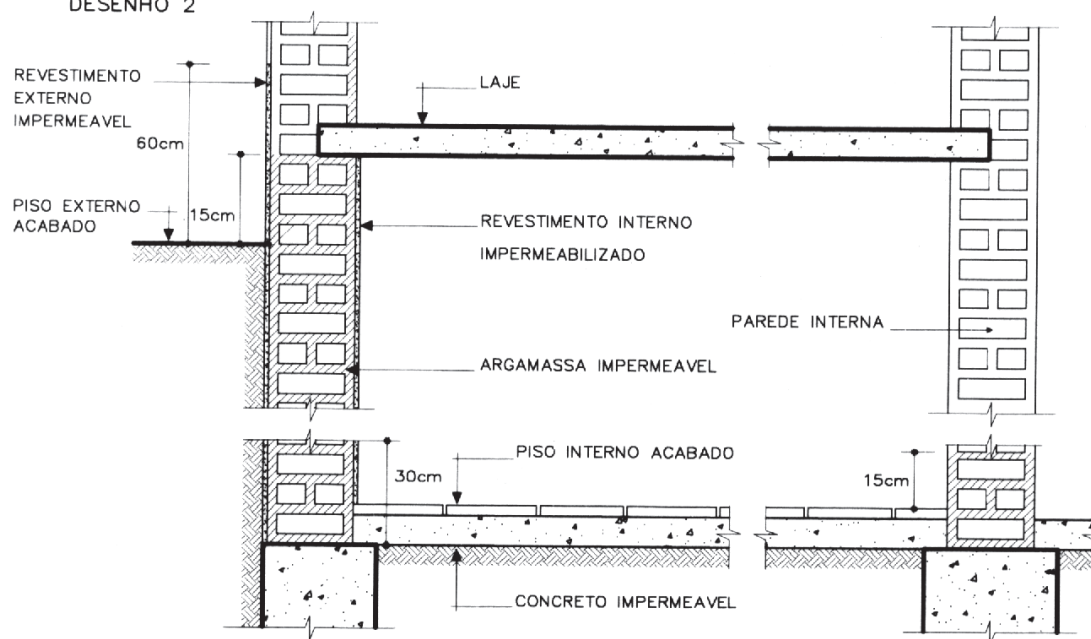 DESENHO 2
REVESTIMENTO
EXTERNO
IMPERMEAVEL
LAJE
60cm
PISO EXTERNO
ACABADO
15cm
REVESTIMENTO INTERNO
IMPERMEABILIZADO
PAREDE INTERNA
ARGAMASSA IMPERMEAVEL
PISO INTERNO ACABADO
30cm
15cm
CONCRETO IMPERMEAVEL